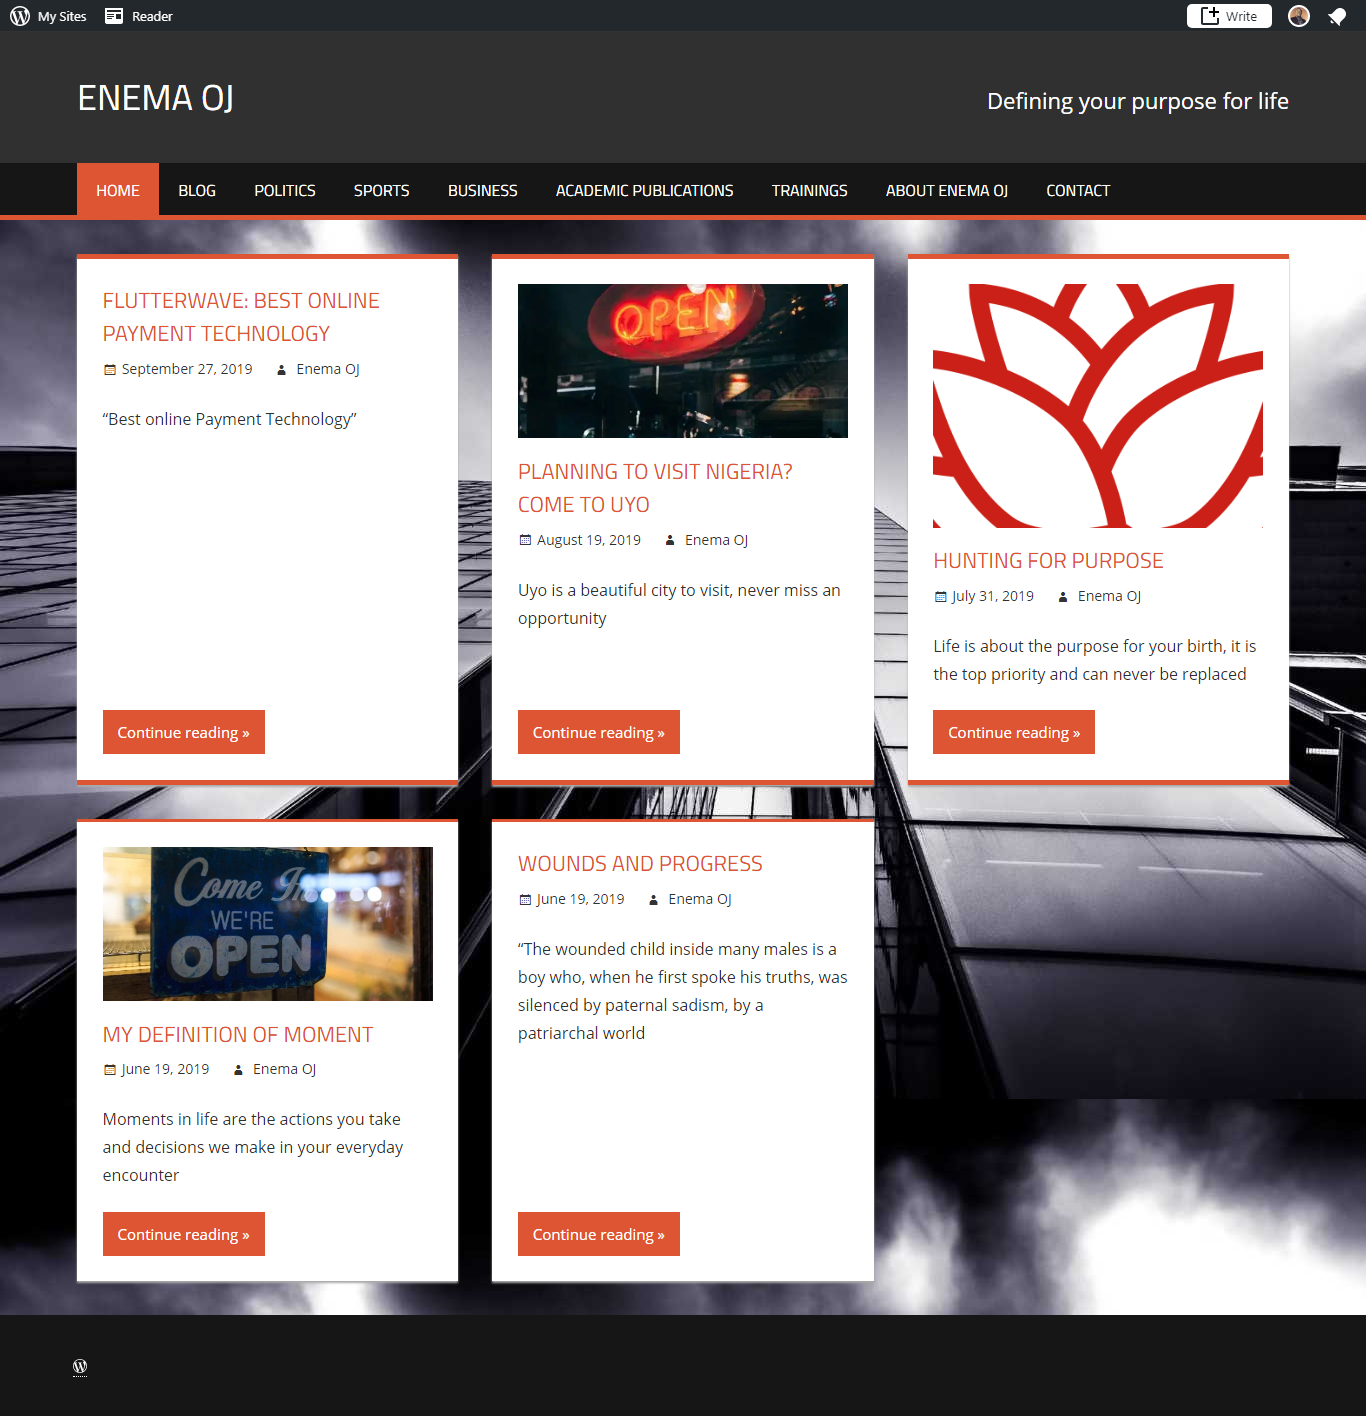 My Sites
Reader
Write
ENEMA OJ
Defining your purpose for life
HOME
BLOG
POLITICS
SPORTS
BUSINESS
ACADEMIC PUBLICATIONS
TRAININGS
ABOUT ENEMA OJ
CONTACT
FLUTTERWAVE: BEST ONLINE
PAYMENT TECHNOLOGY
September 27, 2019 Enema OJ
“Best online Payment Technology”
Continue reading »
OPEN
PLANNING TO VISIT NIGERIA?
COME TO UYO
August 19, 2019 Enema OJ
Uyo is a beautiful city to visit, never miss an
opportunity
Continue reading »
HUNTING FOR PURPOSE
July 31, 2019 Enema OJ
Life is about the purpose for your birth, it is
the top priority and can never be replaced
Continue reading »
Come In
WE'RE
OPEN
MY DEFINITION OF MOMENT
June 19, 2019 Enema OJ
Moments in life are the actions you take
and decisions we make in your everyday
encounter
Continue reading »
WOUNDS AND PROGRESS
June 19, 2019 Enema OJ
“The wounded child inside many males is a
boy who, when he first spoke his truths, was
silenced by paternal sadism, by a
patriarchal world
Continue reading »